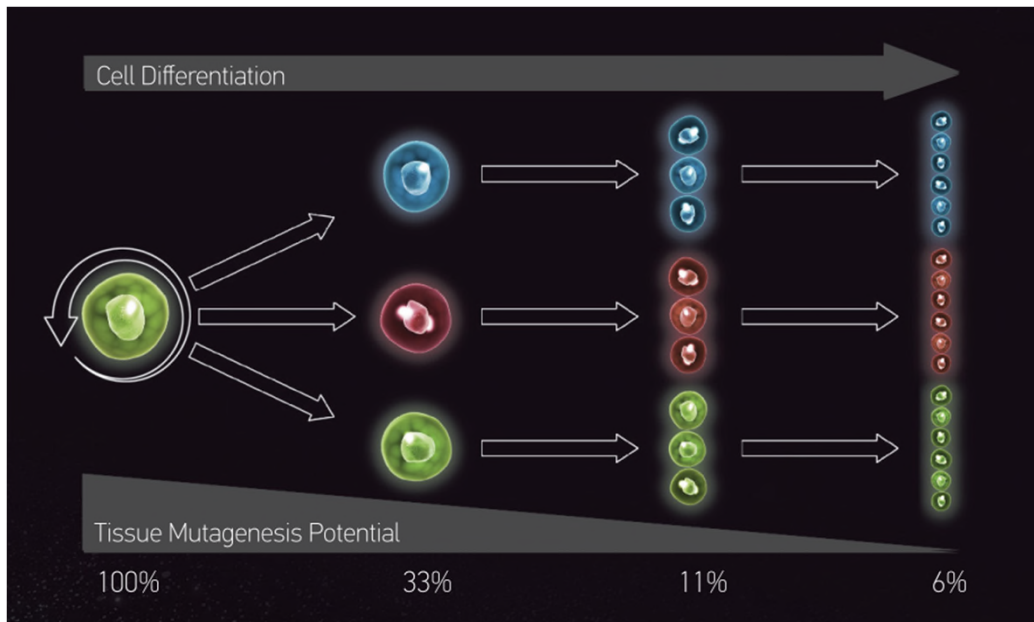 Cell Differentiation
Tissue Mutagenesis Potential
100% 33% 11% 6%